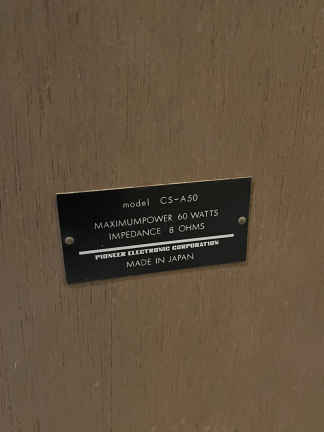 model CS-A50
MAXIMUMPOWER 60 WATTS
IMPEDANCE 8 OHMS
PIONEER ELECTRONIC CORPORATION
MADE IN JAPAN